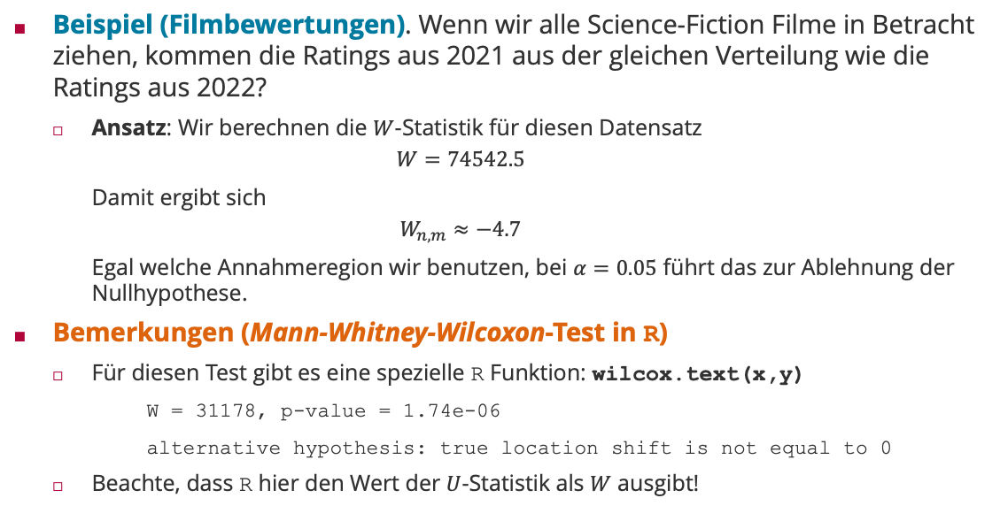 Beispiel (Filmbewertungen). Wenn wir alle Science-Fiction Filme in Betracht
ziehen, kommen die Ratings aus 2021 aus der gleichen Verteilung wie die
Ratings aus 2022?
Ansatz: Wir berechnen die W-Statistik für diesen Datensatz
W = 74542.5
Damit ergibt sich
Wn,m ≈ −4.7
Egal welche Annahmeregion wir benutzen, bei α = 0.05 führt das zur Ablehnung der
Nullhypothese.
Bemerkungen (Mann-Whitney-Wilcoxon-Test in R)
Für diesen Test gibt es eine spezielle R Funktion: wilcox.text(x,y)
W = 31178, p-value = 1.74e-06
alternative hypothesis: true location shift is not equal to 0
Beachte, dass R hier den Wert der U-Statistik als W ausgibt!